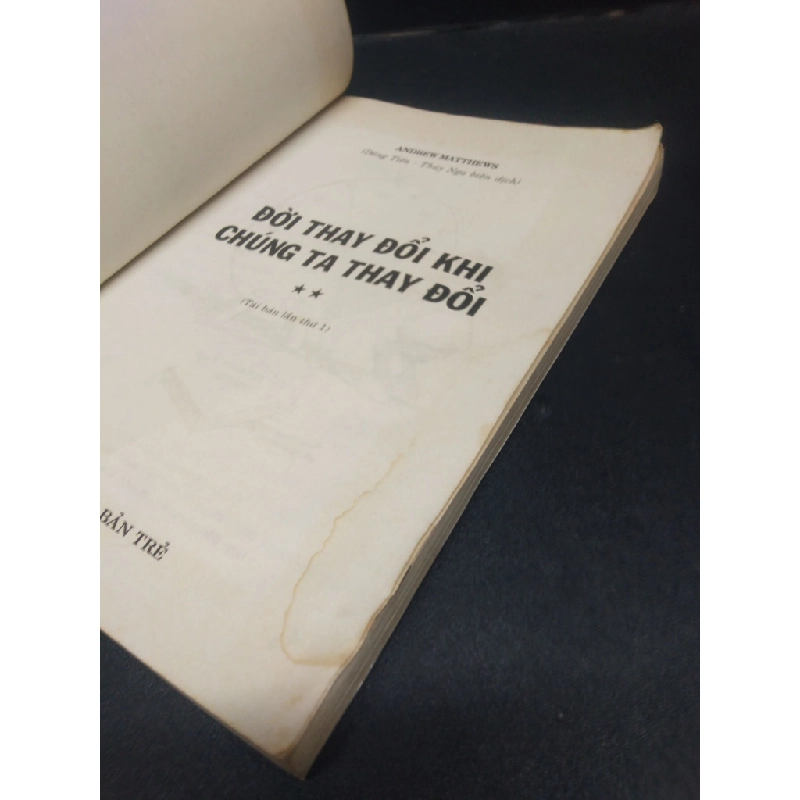 ANDREW MATTHEWS
(Đặng Tiến - Thúy Nga biên dịch)
ĐỜI THAY ĐỔI KHI
CHÚNG TA THAY ĐỔI
★ ★
(Tái bản lần thứ 1)
BẢN TRẺ